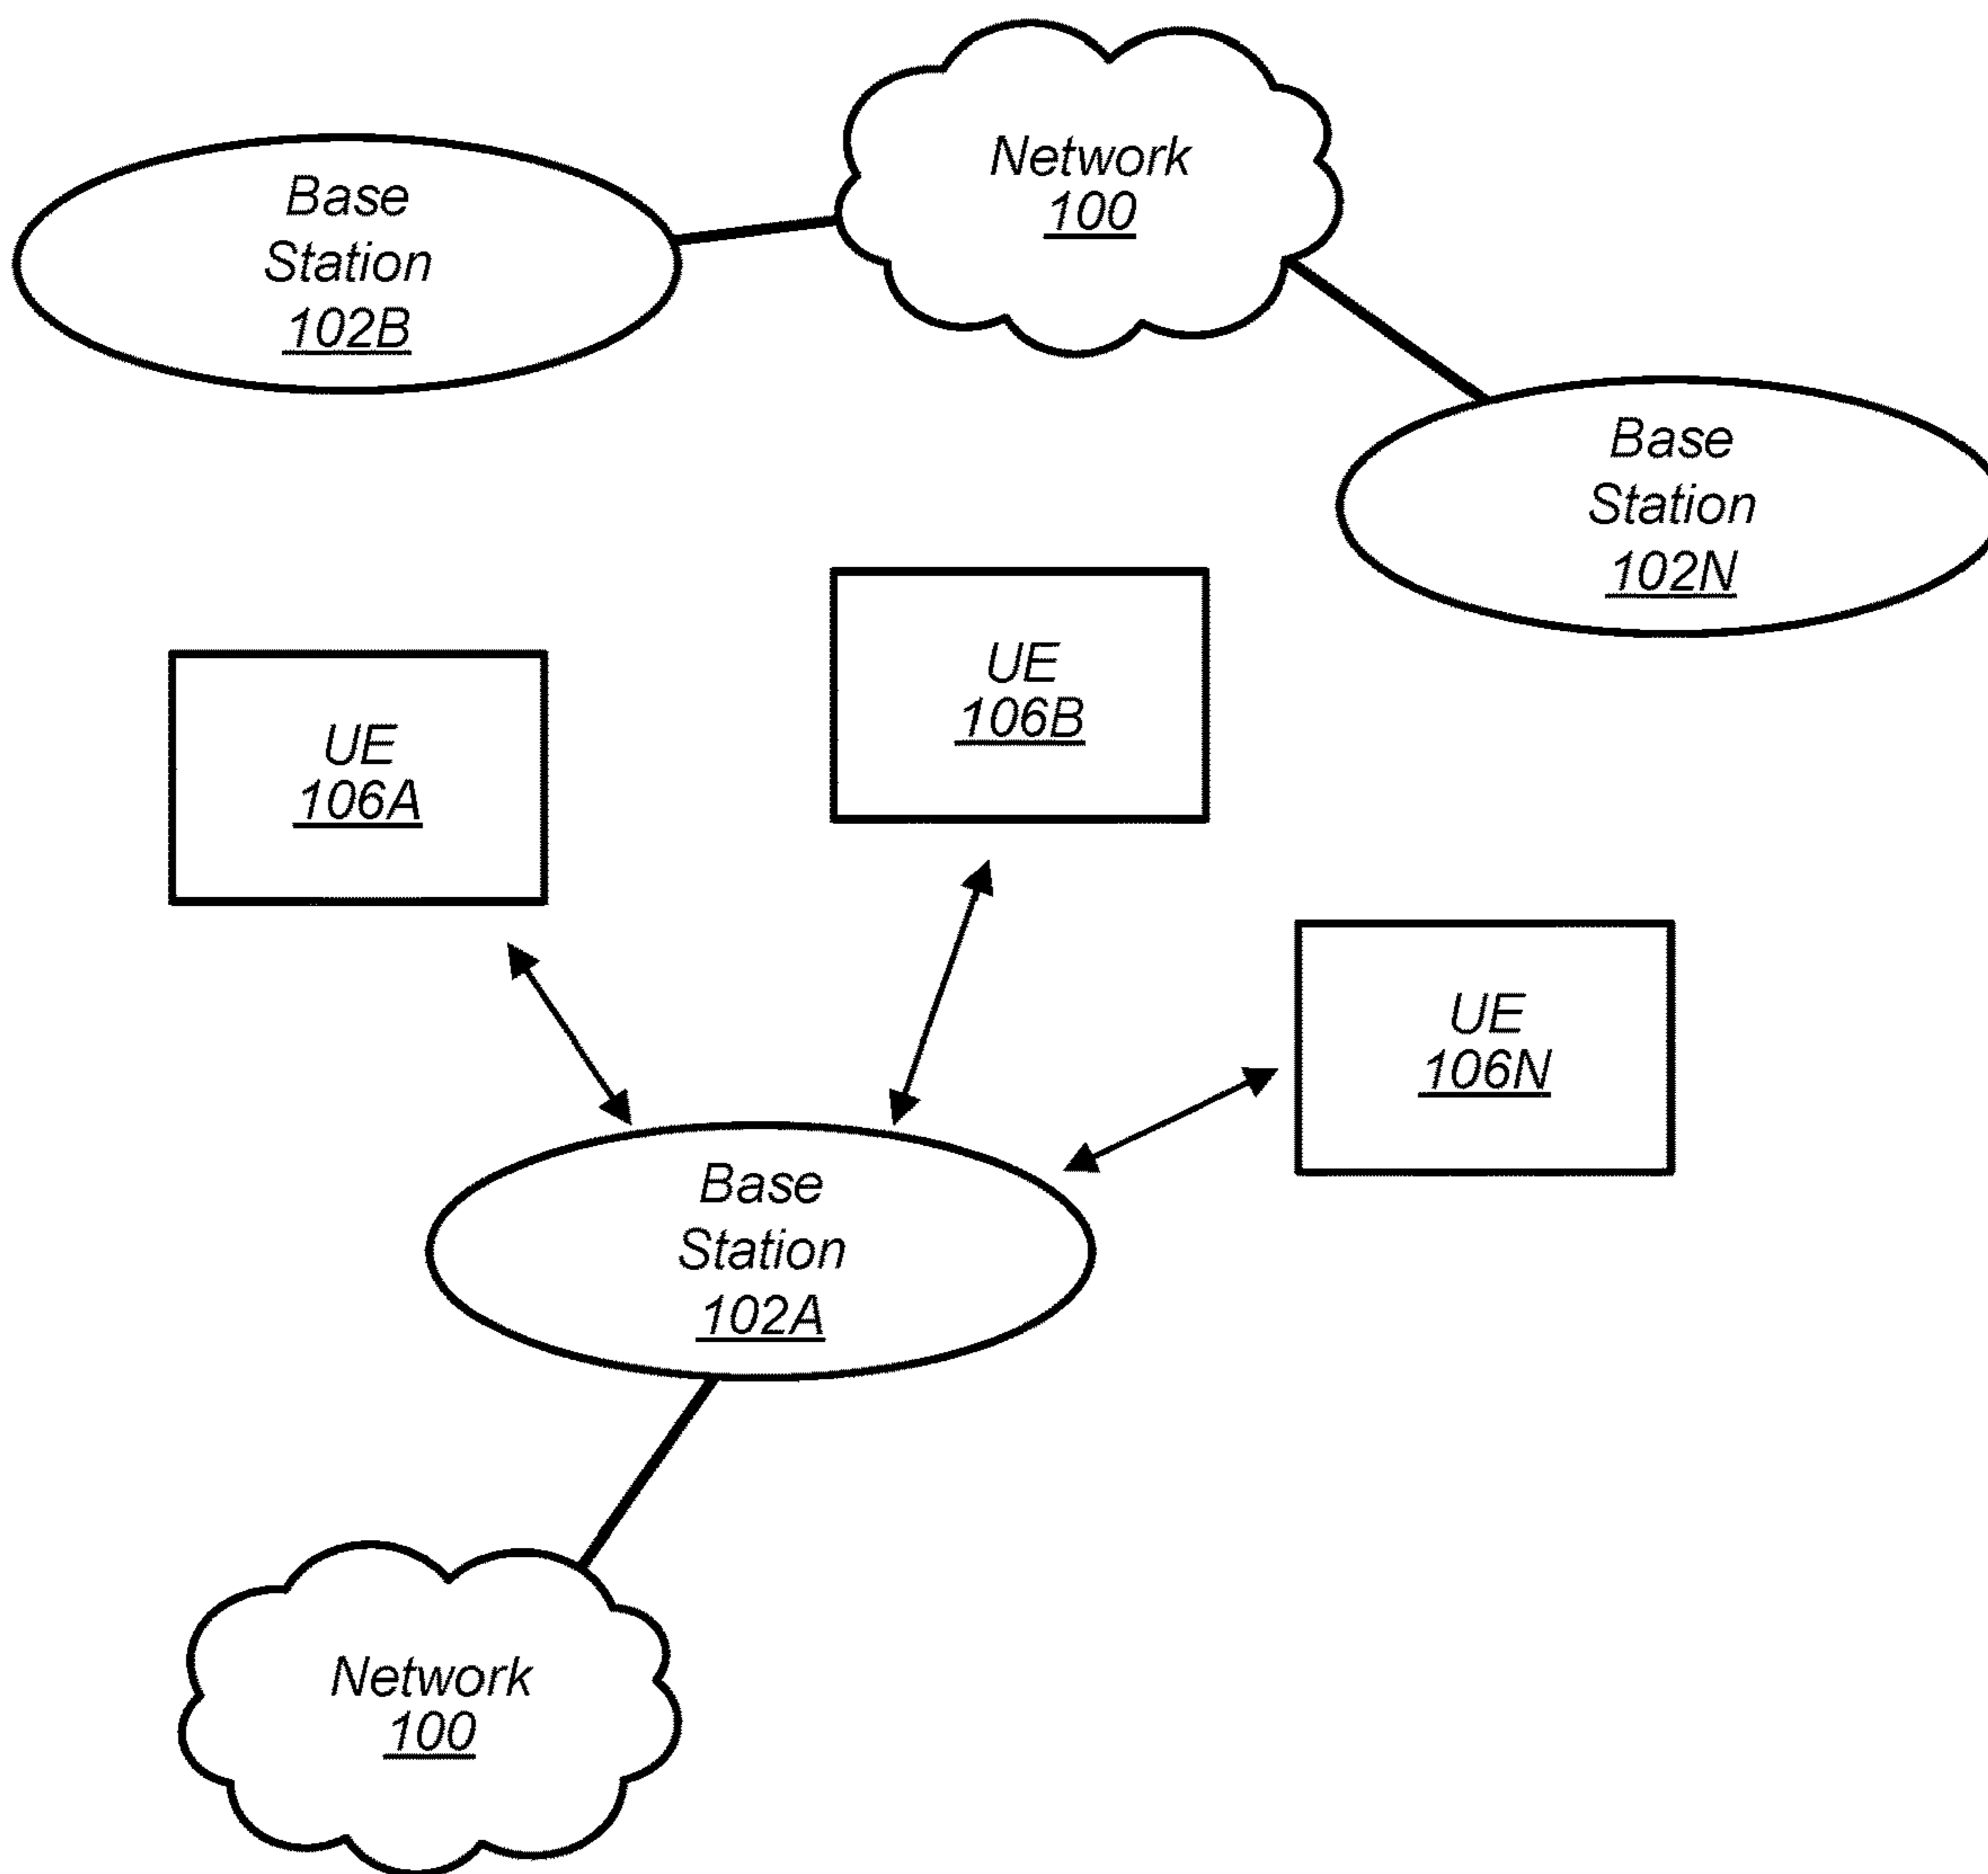 Network
100
Base
Station
102B
Base
Station
102N
UE
106B
UE
106A
UE
106N
Base
Station
102A
Network
100